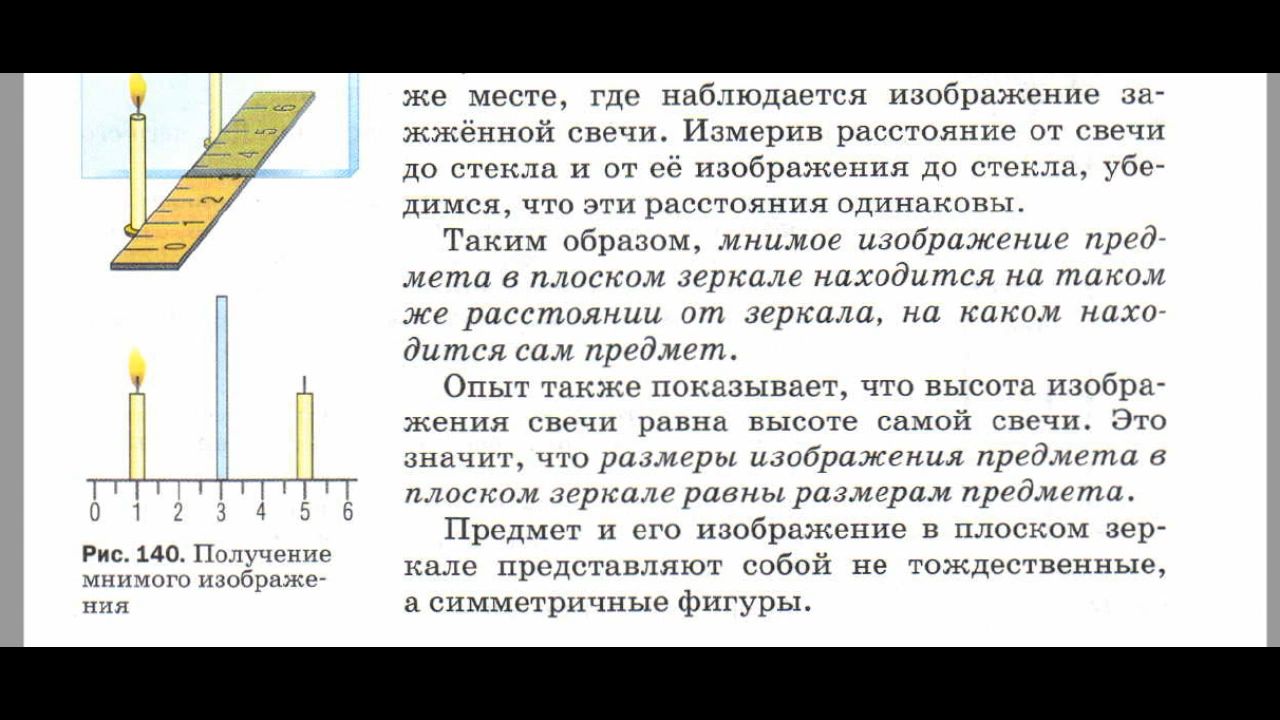 же месте, где наблюдается изображение за-
жжённой свечи. Измерив расстояние от свечи
до стекла и от её изображения до стекла, убе-
димся, что эти расстояния одинаковы.
Таким образом, мнимое изображение пред-
мета в плоском зеркале находится на таком
же расстоянии от зеркала, на каком нахо-
дится сам предмет.
Опыт также показывает, что высота изобра-
жения свечи равна высоте самой свечи. Это
значит, что размеры изображения предмета в
плоском зеркале равны размерам предмета.
Предмет и его изображение в плоском зер-
кале представляют собой не тождественные,
а симметричные фигуры.
0 1 2 3 4 5 6
0 1 2 3 4 5 6
Рис. 140. Получение
мнимого изображе-
ния